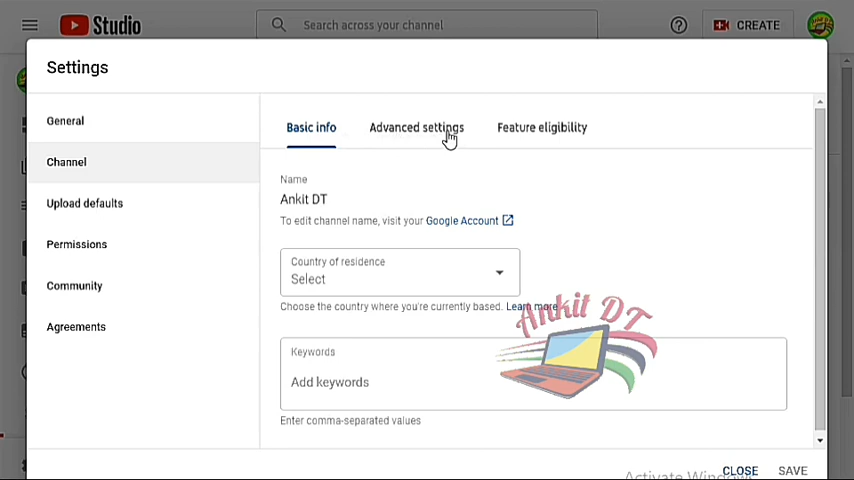 Studio
Search across your channel
CREATE
Settings
General
Channel
Upload defaults
Permissions
Community
Agreements
Basic info
Advanced settings
Feature eligibility
Name
Ankit DT
To edit channel name, visit your Google Account
Country of residence
Select
Choose the country where you're currently based. Learn more
Ankit DT
Keywords
Add keywords
Enter comma-separated values
Activate Windows
CLOSE
SAVE